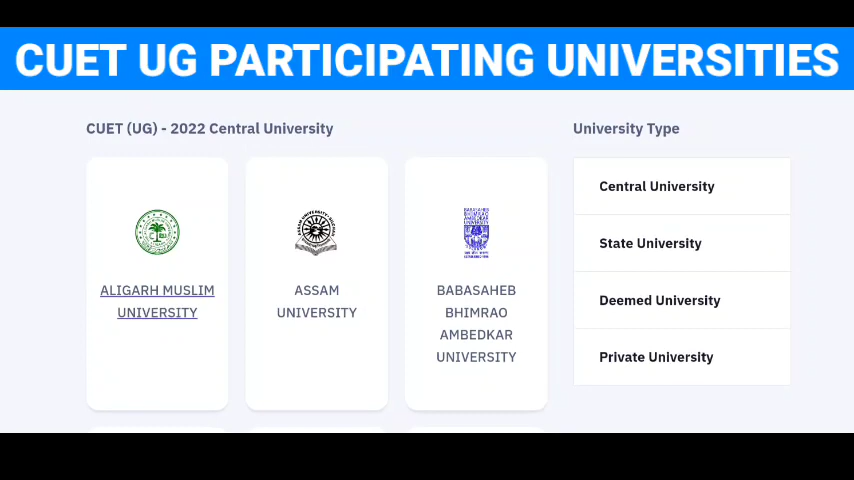 CUET UG PARTICIPATING UNIVERSITIES
CUET (UG) - 2022 Central University
University Type
ALIGARH MUSLIM
UNIVERSITY
ASSAM
UNIVERSITY
BABASAHEB
BHIMRAO
AMBEDKAR
UNIVERSITY
Central University
State University
Deemed University
Private University